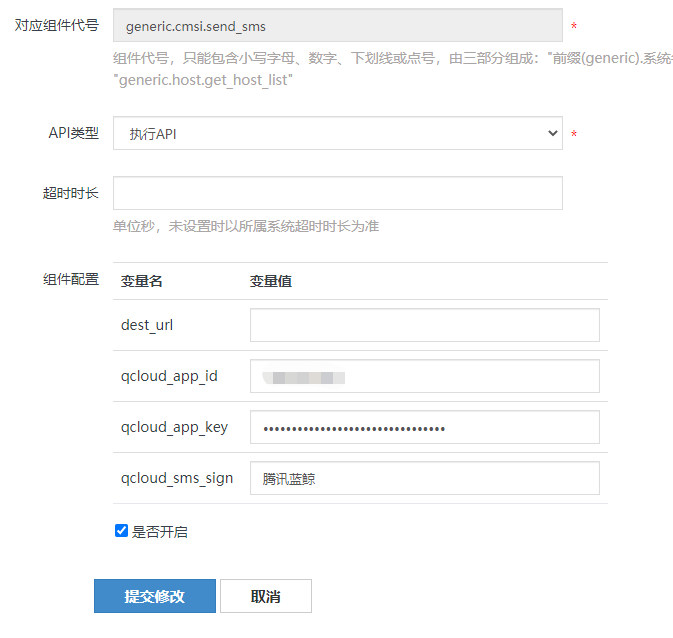 对应组件代号 generic.cmsi.send_sms *
组件代号，只能包含小写字母、数字、下划线或点号，由三部分组成："前缀(generic).系统
"generic.host.get_host_list"
API类型 执行API *
超时时长
单位秒，未设置时以所属系统超时时长为准
组件配置 变量名 变量值
dest_url
qcloud_app_id
qcloud_app_key ••••••••••••••••••••••••••••••••
qcloud_sms_sign 腾讯蓝鲸
是否开启
提交修改 取消